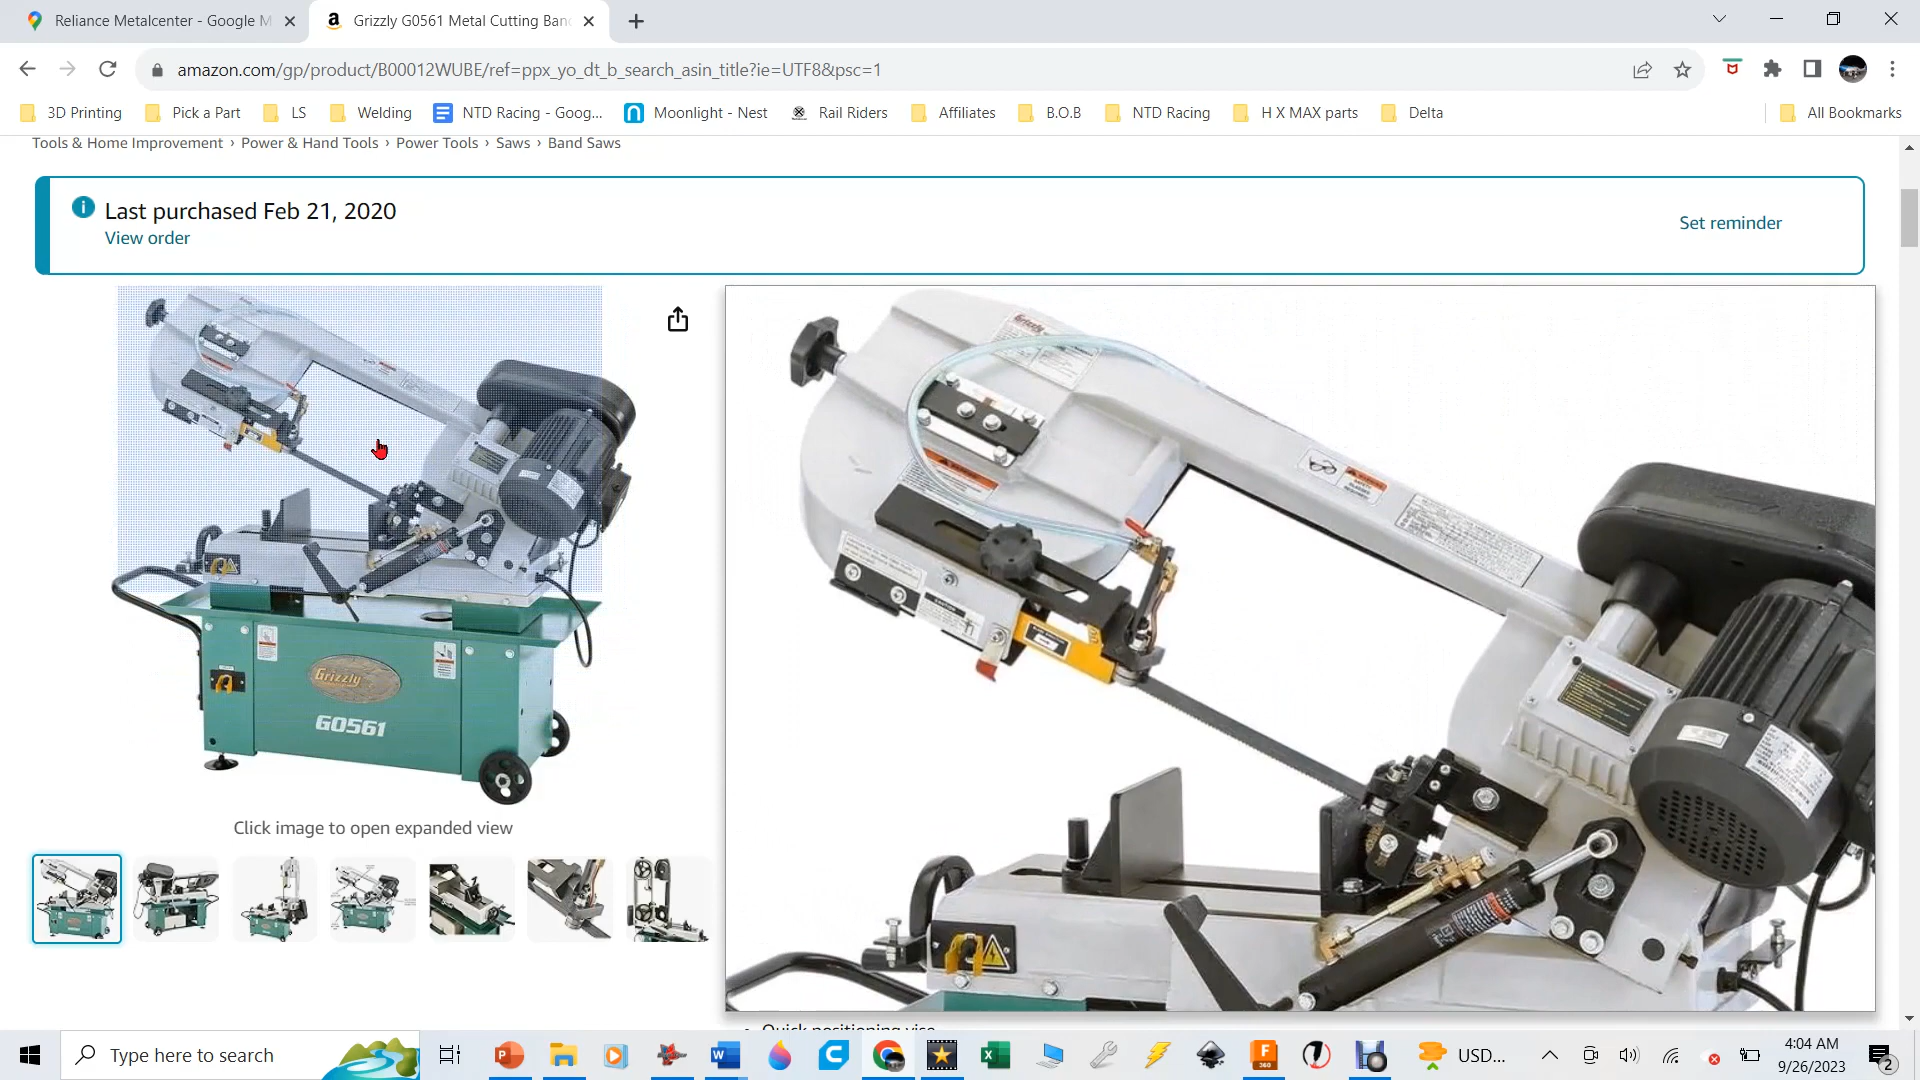 Reliance Metalcenter - Google M
Grizzly G0561 Metal Cutting Ban
amazon.com/gp/product/B00012WUBE/ref=ppx_yo_dt_b_search_asin_title?ie=UTF8&psc=1
3D Printing
Pick a Part
LS
Welding
NTD Racing - Goog...
Moonlight - Nest
Rail Riders
Affiliates
B.O.B
NTD Racing
H X MAX parts
Delta
All Bookmarks
Tools & Home Improvement › Power & Hand Tools › Power Tools › Saws › Band Saws
Last purchased Feb 21, 2020
View order
Set reminder
Grizzly
G0561
Click image to open expanded view
Quick positioning vise
Type here to search
USD...
4:04 AM
9/26/2023
2